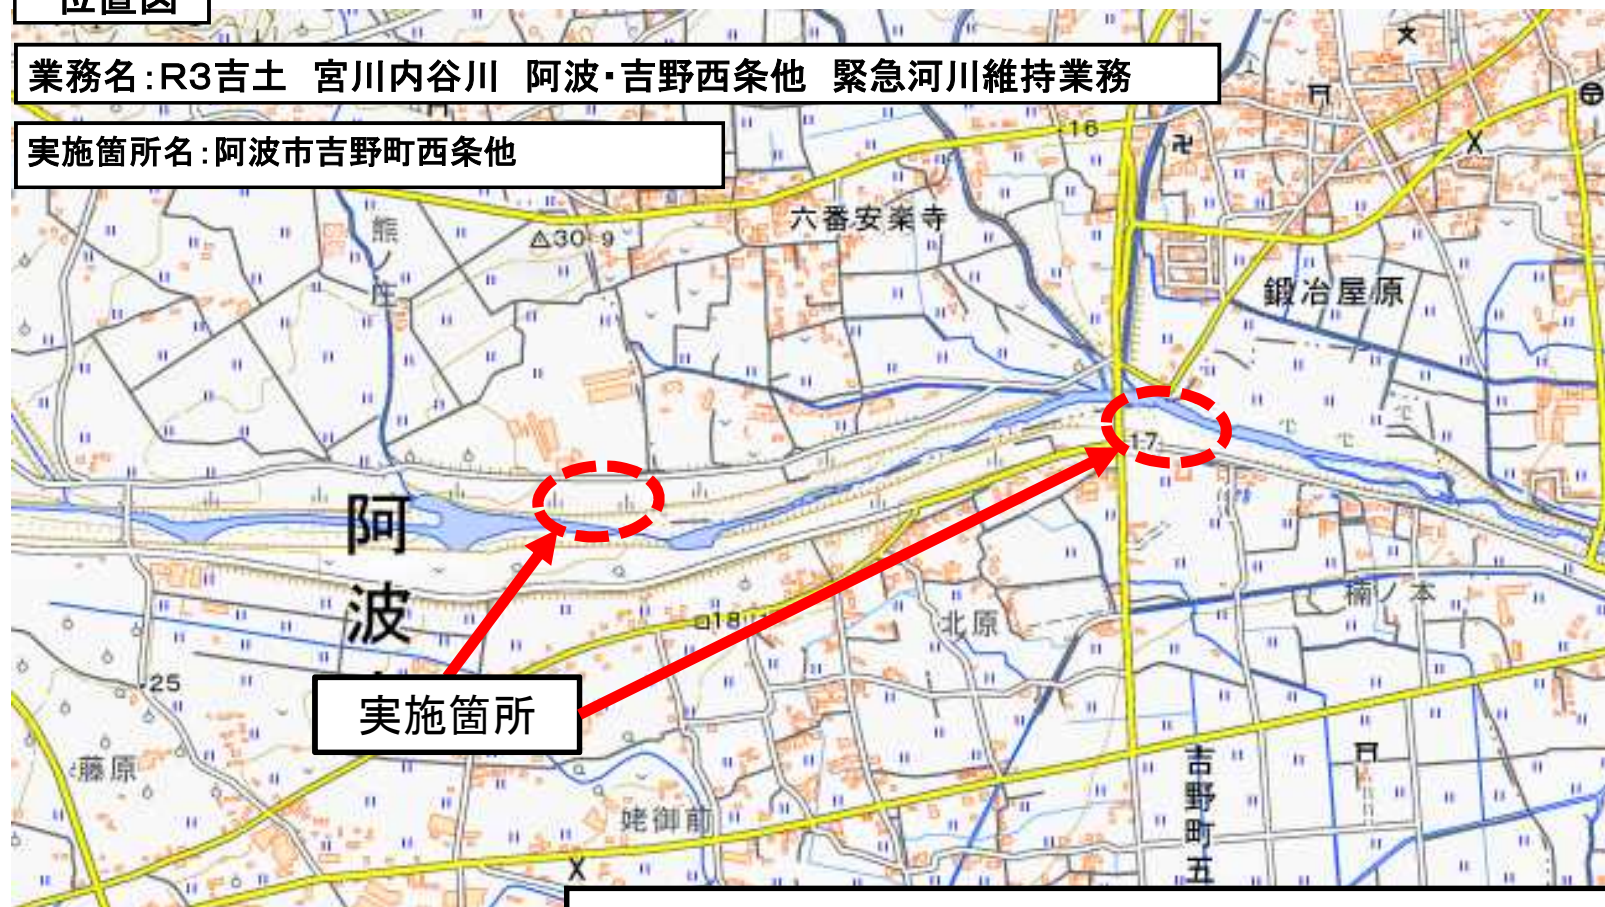 位置図
業務名:R3吉土 宮川内谷川 阿波・吉野西条他 緊急河川維持業務
実施箇所名:阿波市吉野町西条他
16
六番安楽寺
熊ノ庄
30.9
鍛冶屋原
17
阿波
北原
楠ノ本
18
25
実施箇所
藤原
姥御前
吉野町五